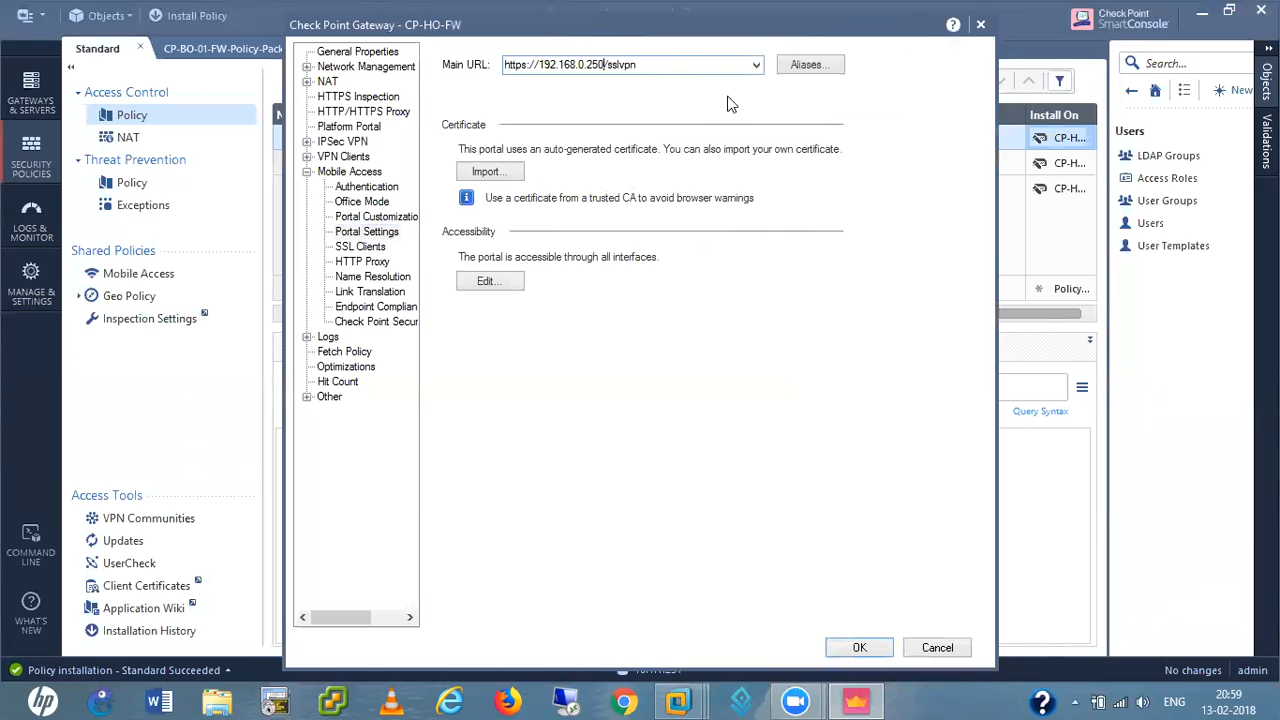 Objects
Install Policy
Check Point Gateway - CP-HO-FW
Check Point
SmartConsole
Standard
CP-BO-01-FW-Policy-Pack
GATEWAYS
& SERVERS
SECURITY
POLICIES
LOGS &
MONITOR
MANAGE &
SETTINGS
COMMAND
LINE
WHAT'S
NEW
Access Control
Policy
NAT
Threat Prevention
Policy
Exceptions
Shared Policies
Mobile Access
Geo Policy
Inspection Settings
Access Tools
VPN Communities
Updates
UserCheck
Client Certificates
Application Wiki
Installation History
General Properties
Network Management
NAT
HTTPS Inspection
HTTP/HTTPS Proxy
Platform Portal
IPSec VPN
VPN Clients
Mobile Access
Authentication
Office Mode
Portal Customizatio
Portal Settings
SSL Clients
HTTP Proxy
Name Resolution
Link Translation
Endpoint Complian
Check Point Secur
Logs
Fetch Policy
Optimizations
Hit Count
Other
Main URL:
https://192.168.0.250/sslvpn
Aliases...
Certificate
This portal uses an auto-generated certificate. You can also import your own certificate.
Import...
Use a certificate from a trusted CA to avoid browser warnings
Accessibility
The portal is accessible through all interfaces.
Edit...
OK
Cancel
Install On
CP-H...
CP-H...
CP-H...
Policy...
Query Syntax
Search...
New
Users
LDAP Groups
Access Roles
User Groups
Users
User Templates
Objects
Validations
Policy installation - Standard Succeeded
No changes
admin
ENG
20:59
13-02-2018